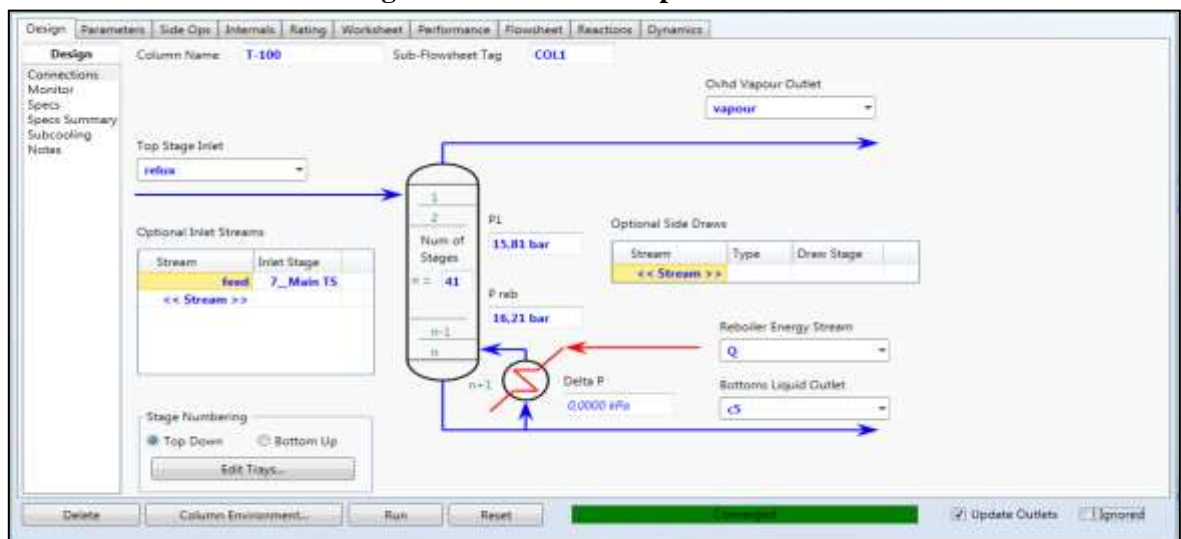 Design Parameters Side Ops Internals Rating Worksheet Performance Flowsheet Reactions Dynamics
Design
Connections
Monitor
Specs
Specs Summary
Subcooling
Notes
Column Name T-100 Sub-Flowsheet Tag COL1
Ovhd Vapour Outlet
vapour
Top Stage Inlet
relux
Optional Inlet Streams
Stream Inlet Stage
feed 7__Main TS
<< Stream >>
1
2
Num of
Stages
n = 41
n-1
n
n+1
P1
15,81 bar
P reb
16,21 bar
Delta P
0,0000 kPa
Optional Side Draws
Stream Type Draw Stage
<< Stream >>
Reboiler Energy Stream
Q
Bottoms Liquid Outlet
c5
Stage Numbering
Top Down Bottom Up
Edit Trays...
Delete Column Environment... Run Reset Converged Update Outlets Ignored